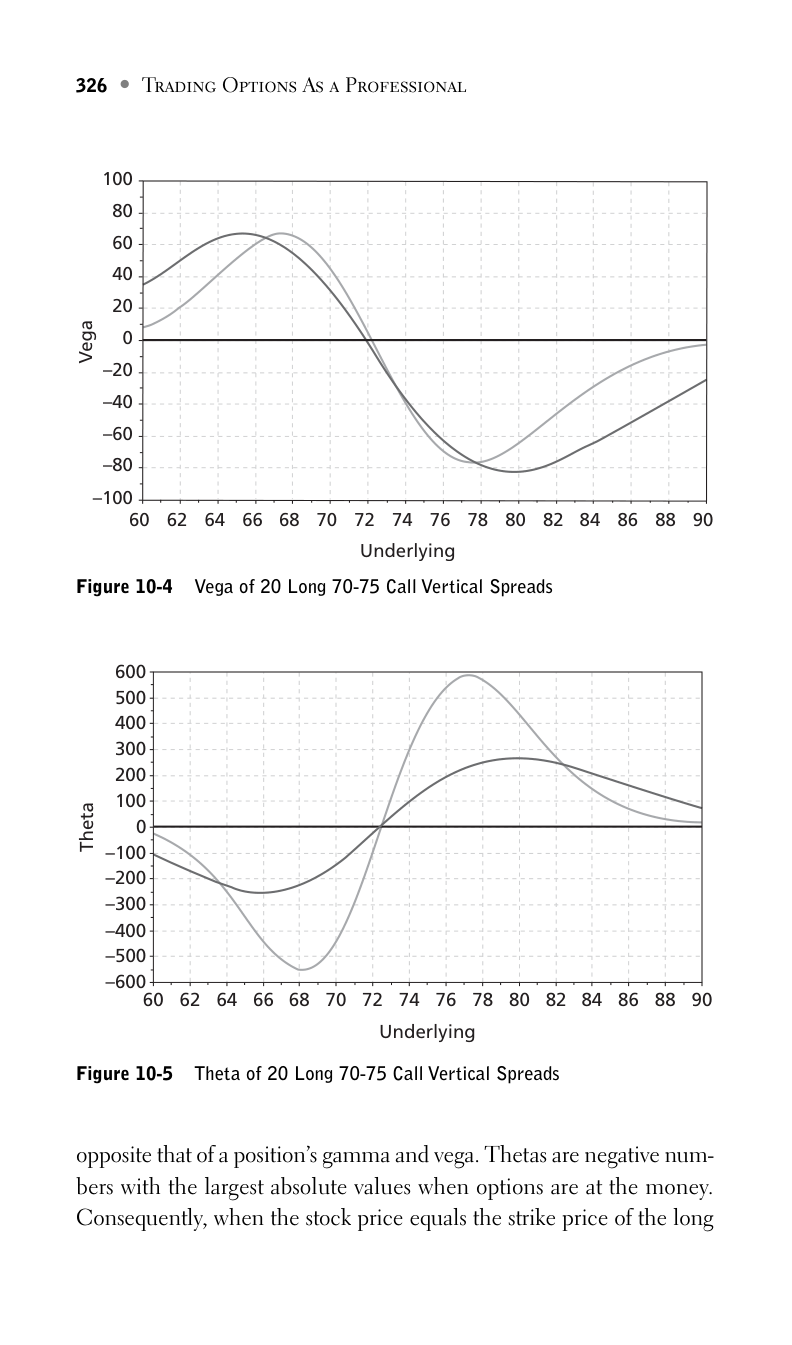 326 • Trading Options As a Professional
100
80
60
40
20
0
−20
−40
−60
−80
−100
Vega
60 62 64 66 68 70 72 74 76 78 80 82 84 86 88 90
Underlying
Figure 10-4 Vega of 20 Long 70-75 Call Vertical Spreads
600
500
400
300
200
100
0
−100
−200
−300
−400
−500
−600
Theta
60 62 64 66 68 70 72 74 76 78 80 82 84 86 88 90
Underlying
Figure 10-5 Theta of 20 Long 70-75 Call Vertical Spreads
opposite that of a position’s gamma and vega. Thetas are negative num-
bers with the largest absolute values when options are at the money.
Consequently, when the stock price equals the strike price of the long